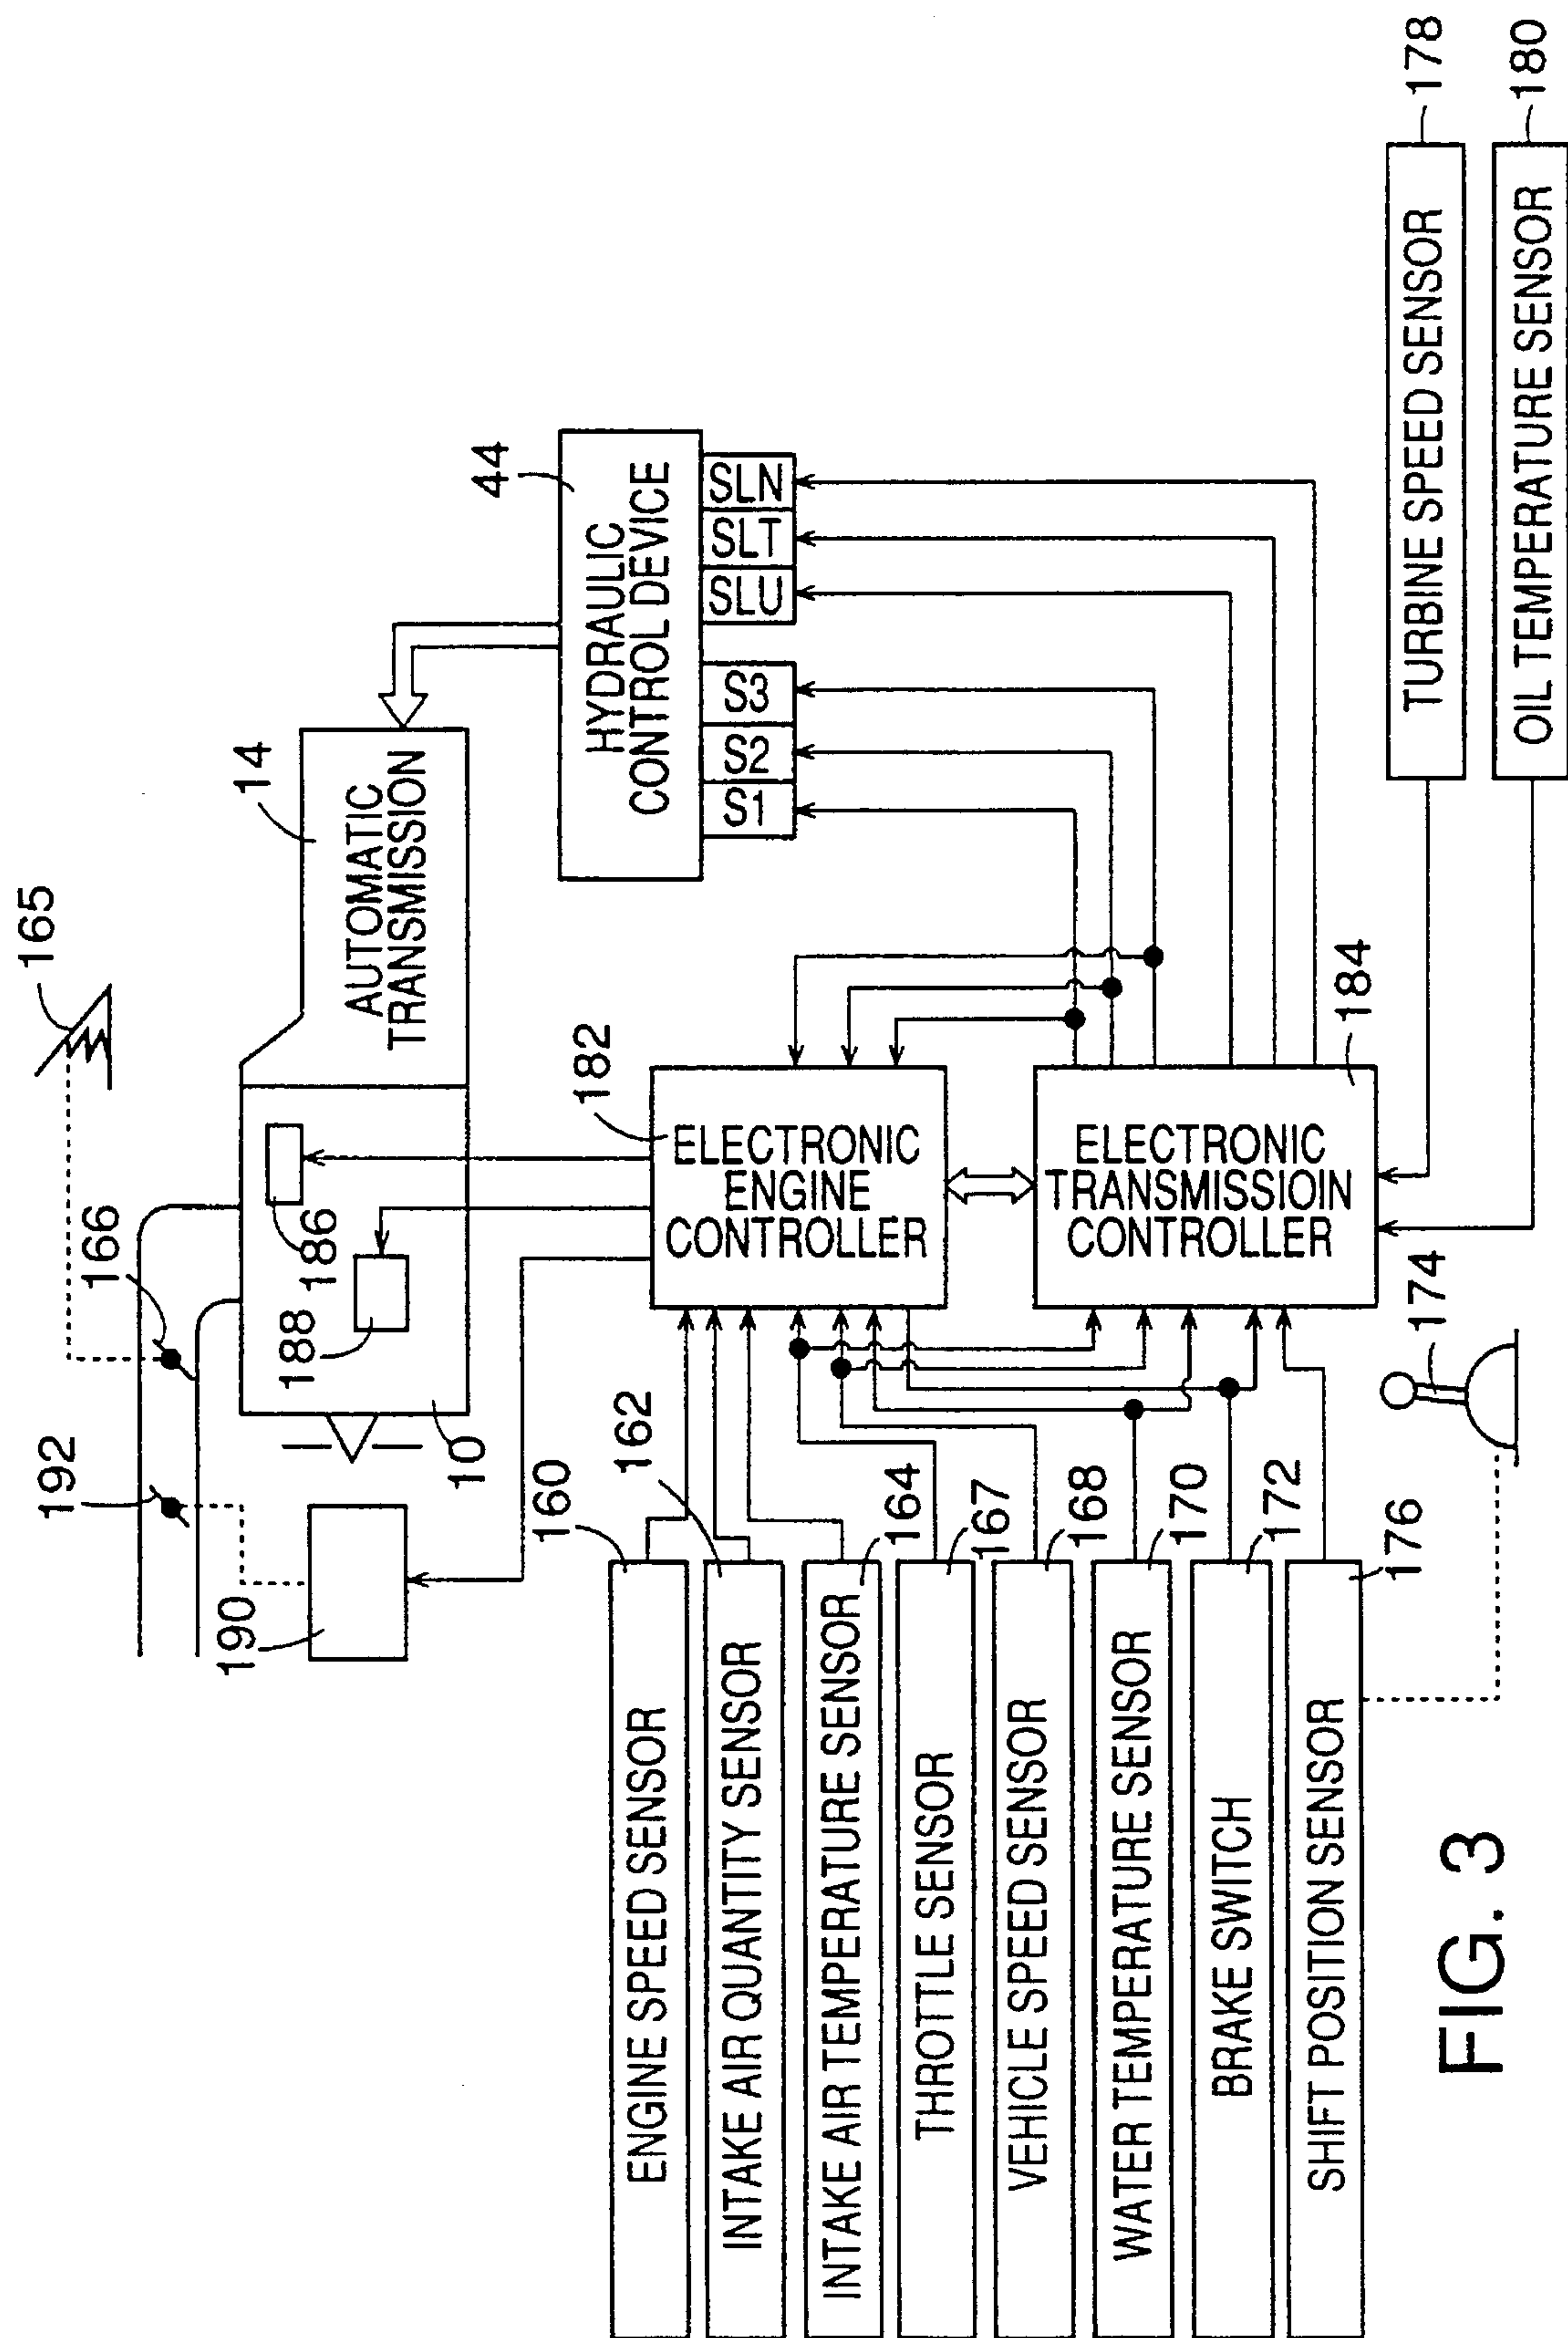 165
192
166
14
AUTOMATIC
TRANSMISSION
186
188
10
190
44
HYDRAULIC
CONTROL DEVICE
S1
S2
S3
SLU
SLT
SLN
160
162
182
ENGINE SPEED SENSOR
INTAKE AIR QUANTITY SENSOR
INTAKE AIR TEMPERATURE SENSOR
164
THROTTLE SENSOR
167
VEHICLE SPEED SENSOR
168
WATER TEMPERATURE SENSOR
170
BRAKE SWITCH
172
SHIFT POSITION SENSOR
176
174
ELECTRONIC
ENGINE
CONTROLLER
ELECTRONIC
TRANSMISSIOIN
CONTROLLER
184
TURBINE SPEED SENSOR
178
OIL TEMPERATURE SENSOR
180
FIG. 3